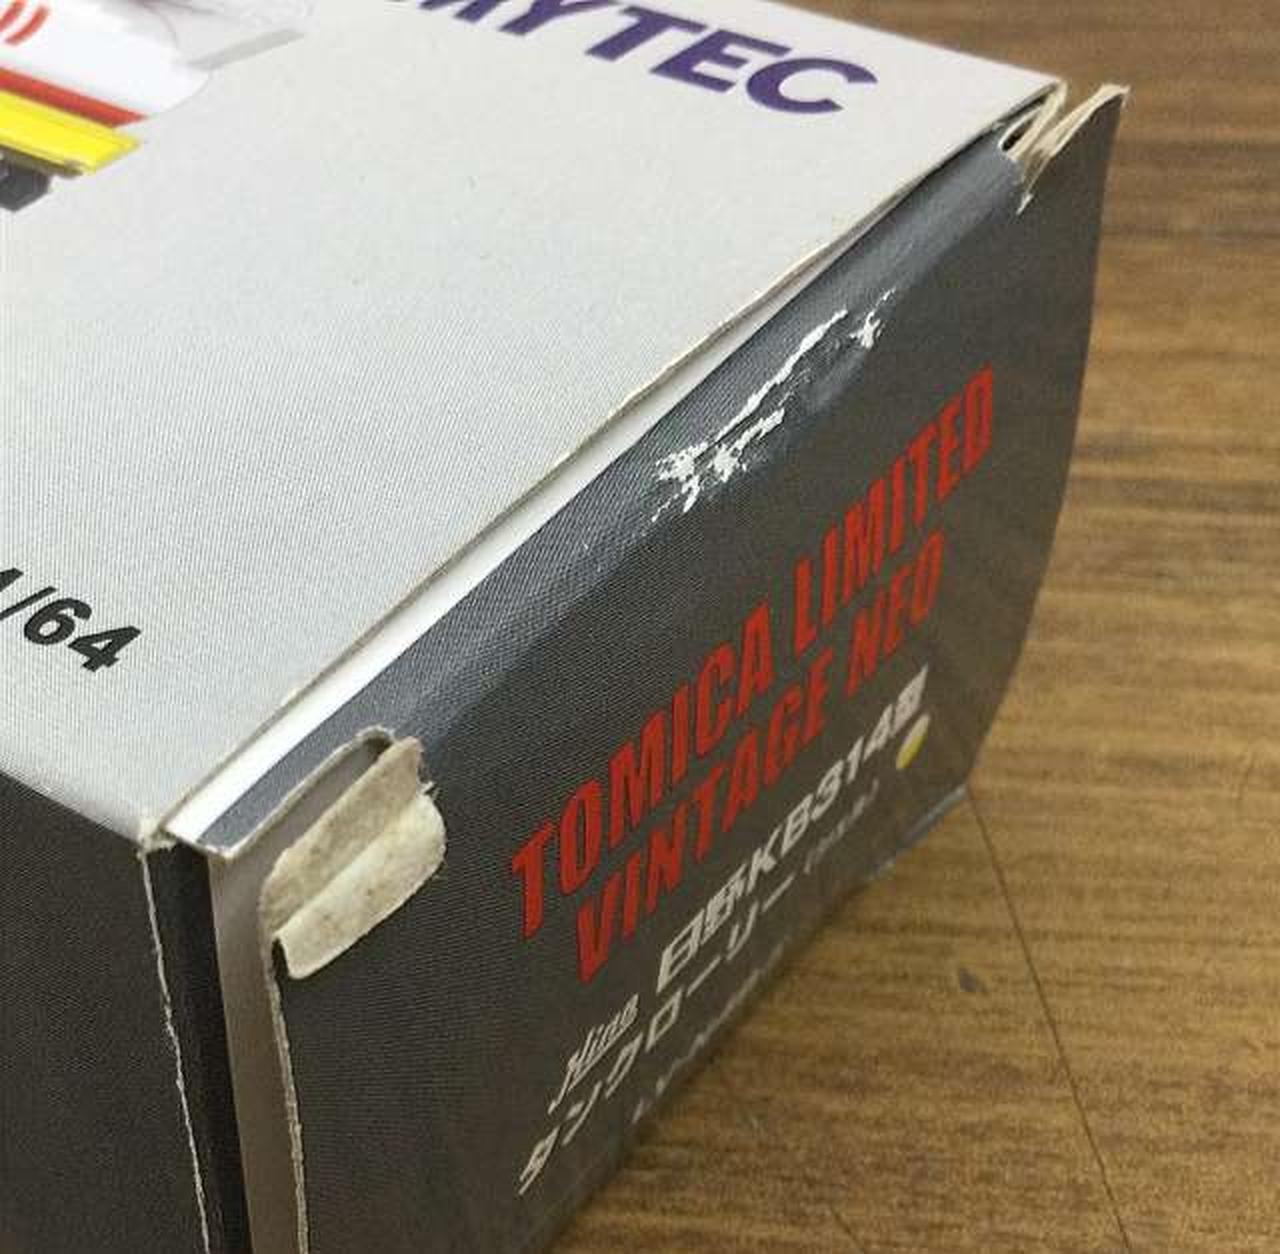 MYTEC
1/64
TOMICA LIMITED
VINTAGE NEO
Hino 日野KB314型
タンクローリー